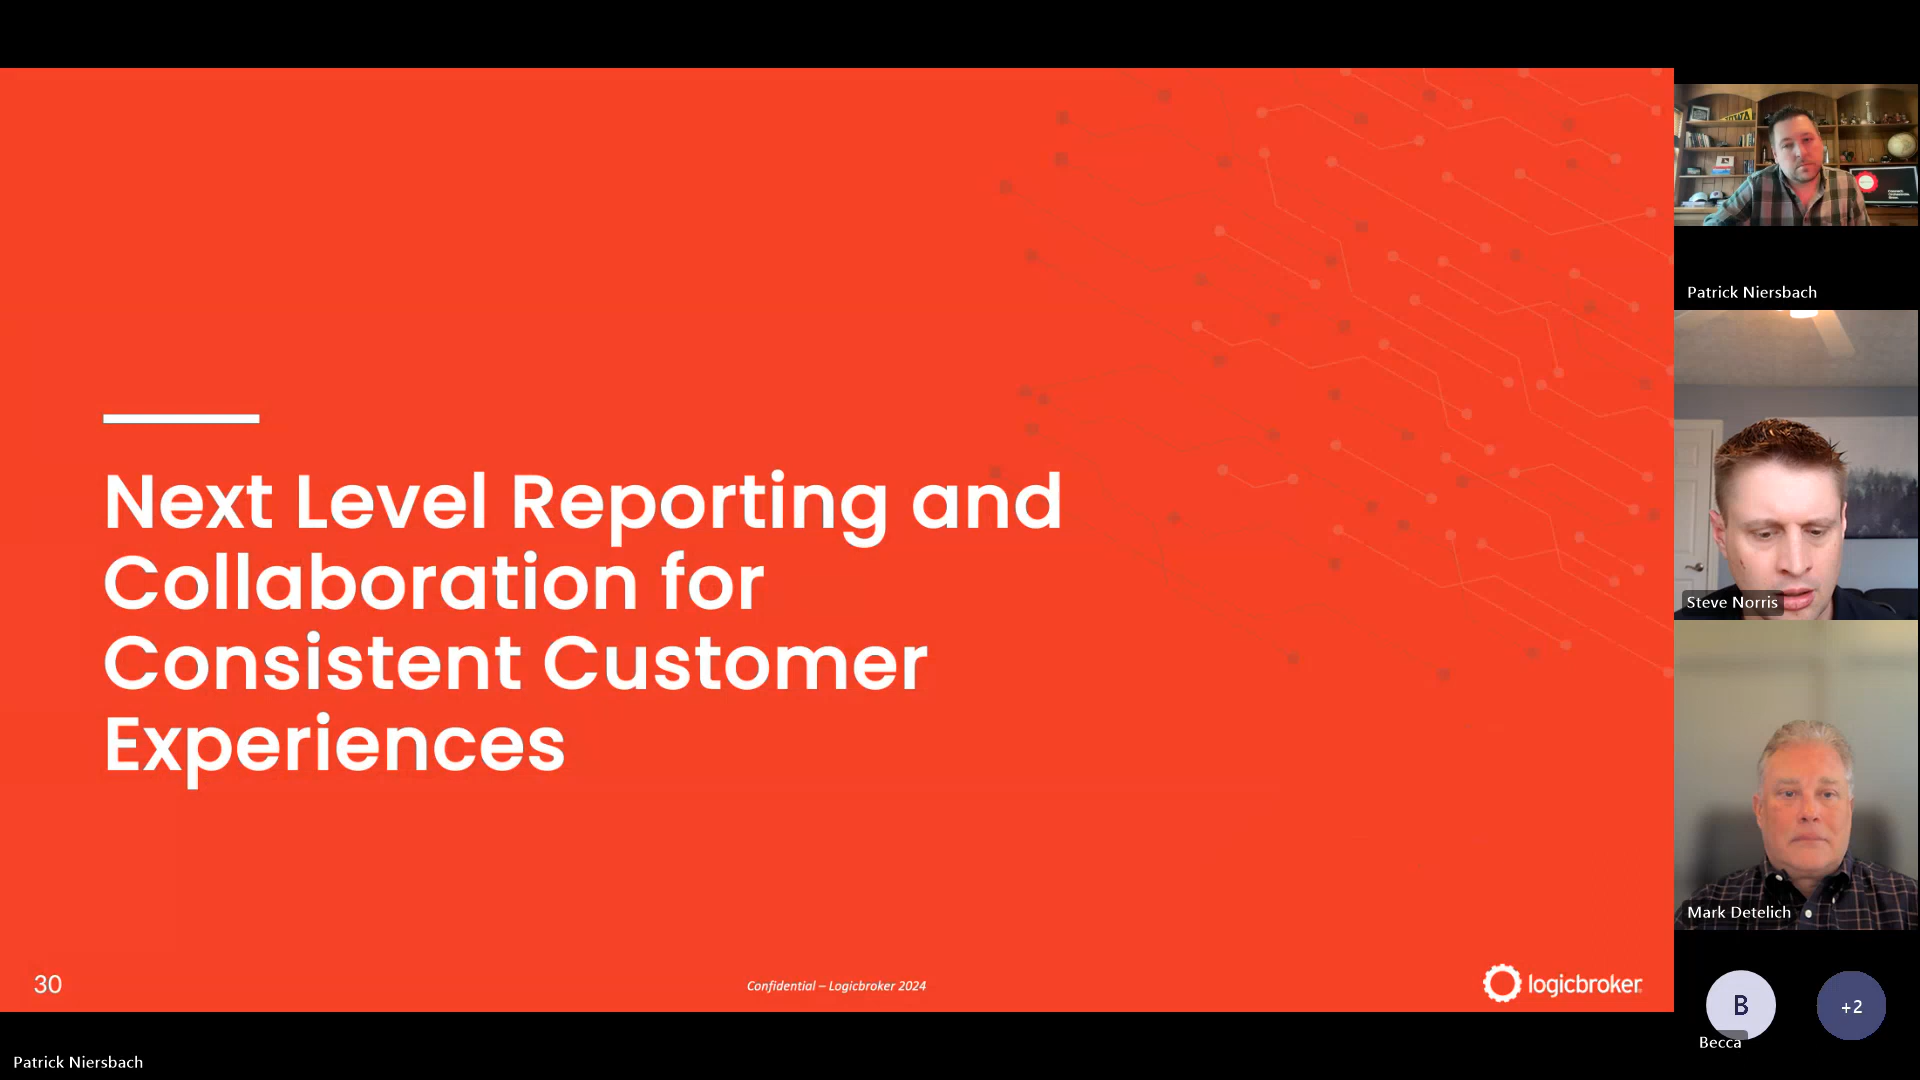 Next Level Reporting and
Collaboration for
Consistent Customer
Experiences
30
Confidential – Logicbroker 2024
logicbroker
IOWA
Patrick Niersbach
Steve Norris
Mark Detelich
B
Becca
+2
Patrick Niersbach